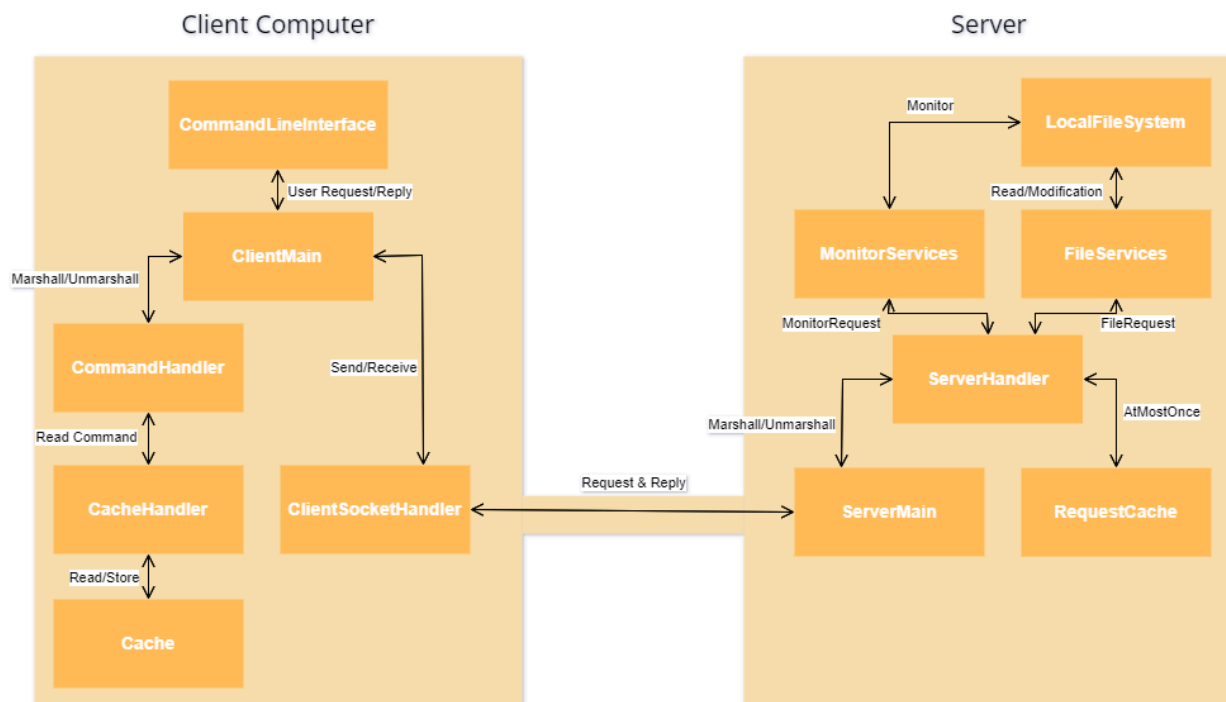 Client Computer
Server
CommandLineInterface
User Request/Reply
ClientMain
Marshall/Unmarshall
CommandHandler
Send/Receive
Read Command
CacheHandler
ClientSocketHandler
Read/Store
Cache
Request & Reply
Monitor
LocalFileSystem
Read/Modification
MonitorServices
FileServices
MonitorRequest
FileRequest
ServerHandler
AtMostOnce
Marshall/Unmarshall
ServerMain
RequestCache